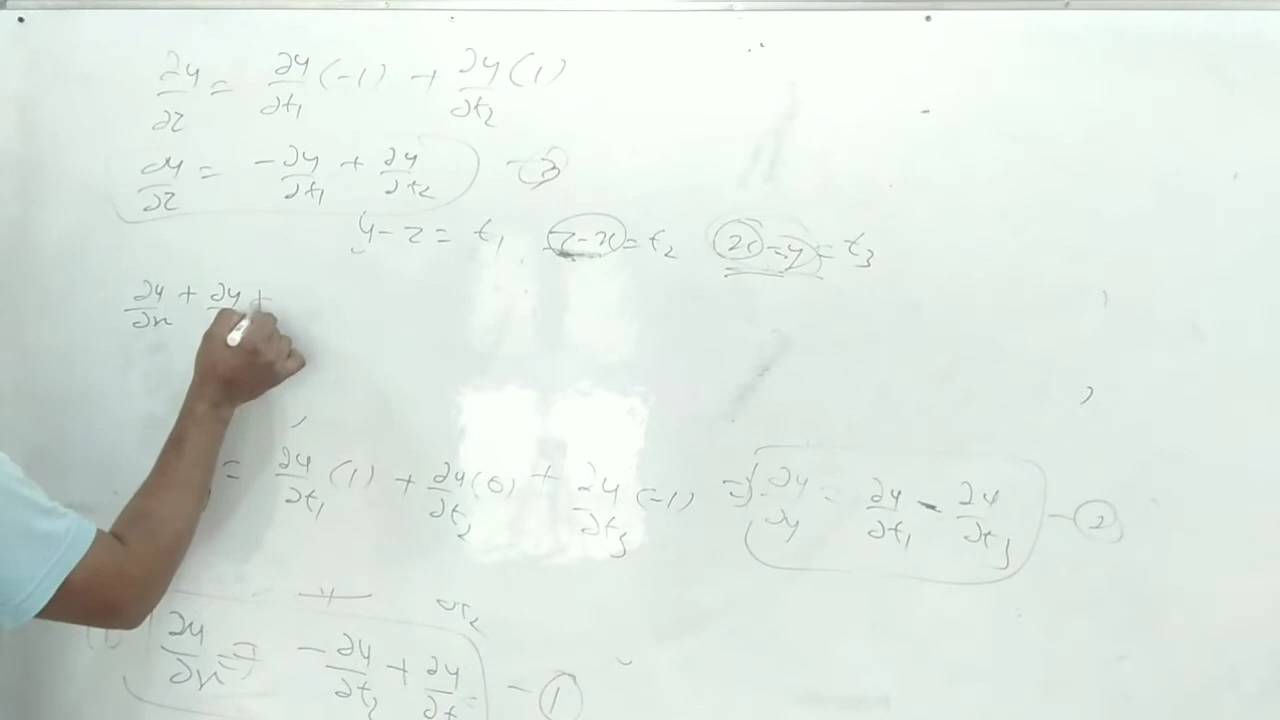 ∂u/∂z = ∂u/∂t₁ (-1) + ∂u/∂t₂ (1)
∂u/∂z = -∂u/∂t₁ + ∂u/∂t₂ - 3
y - z = t₁ z - x = t₂ x - y = t₃
∂u/∂x + ∂u +
= ∂u/∂t₁ (1) + ∂u/∂t₂ (0) + ∂u/∂t₃ (-1) ⇒ ∂u/∂y = ∂u/∂t₁ - ∂u/∂t₃ - 2
∂u/∂x = -∂u/∂t₂ + ∂u/∂t - 1